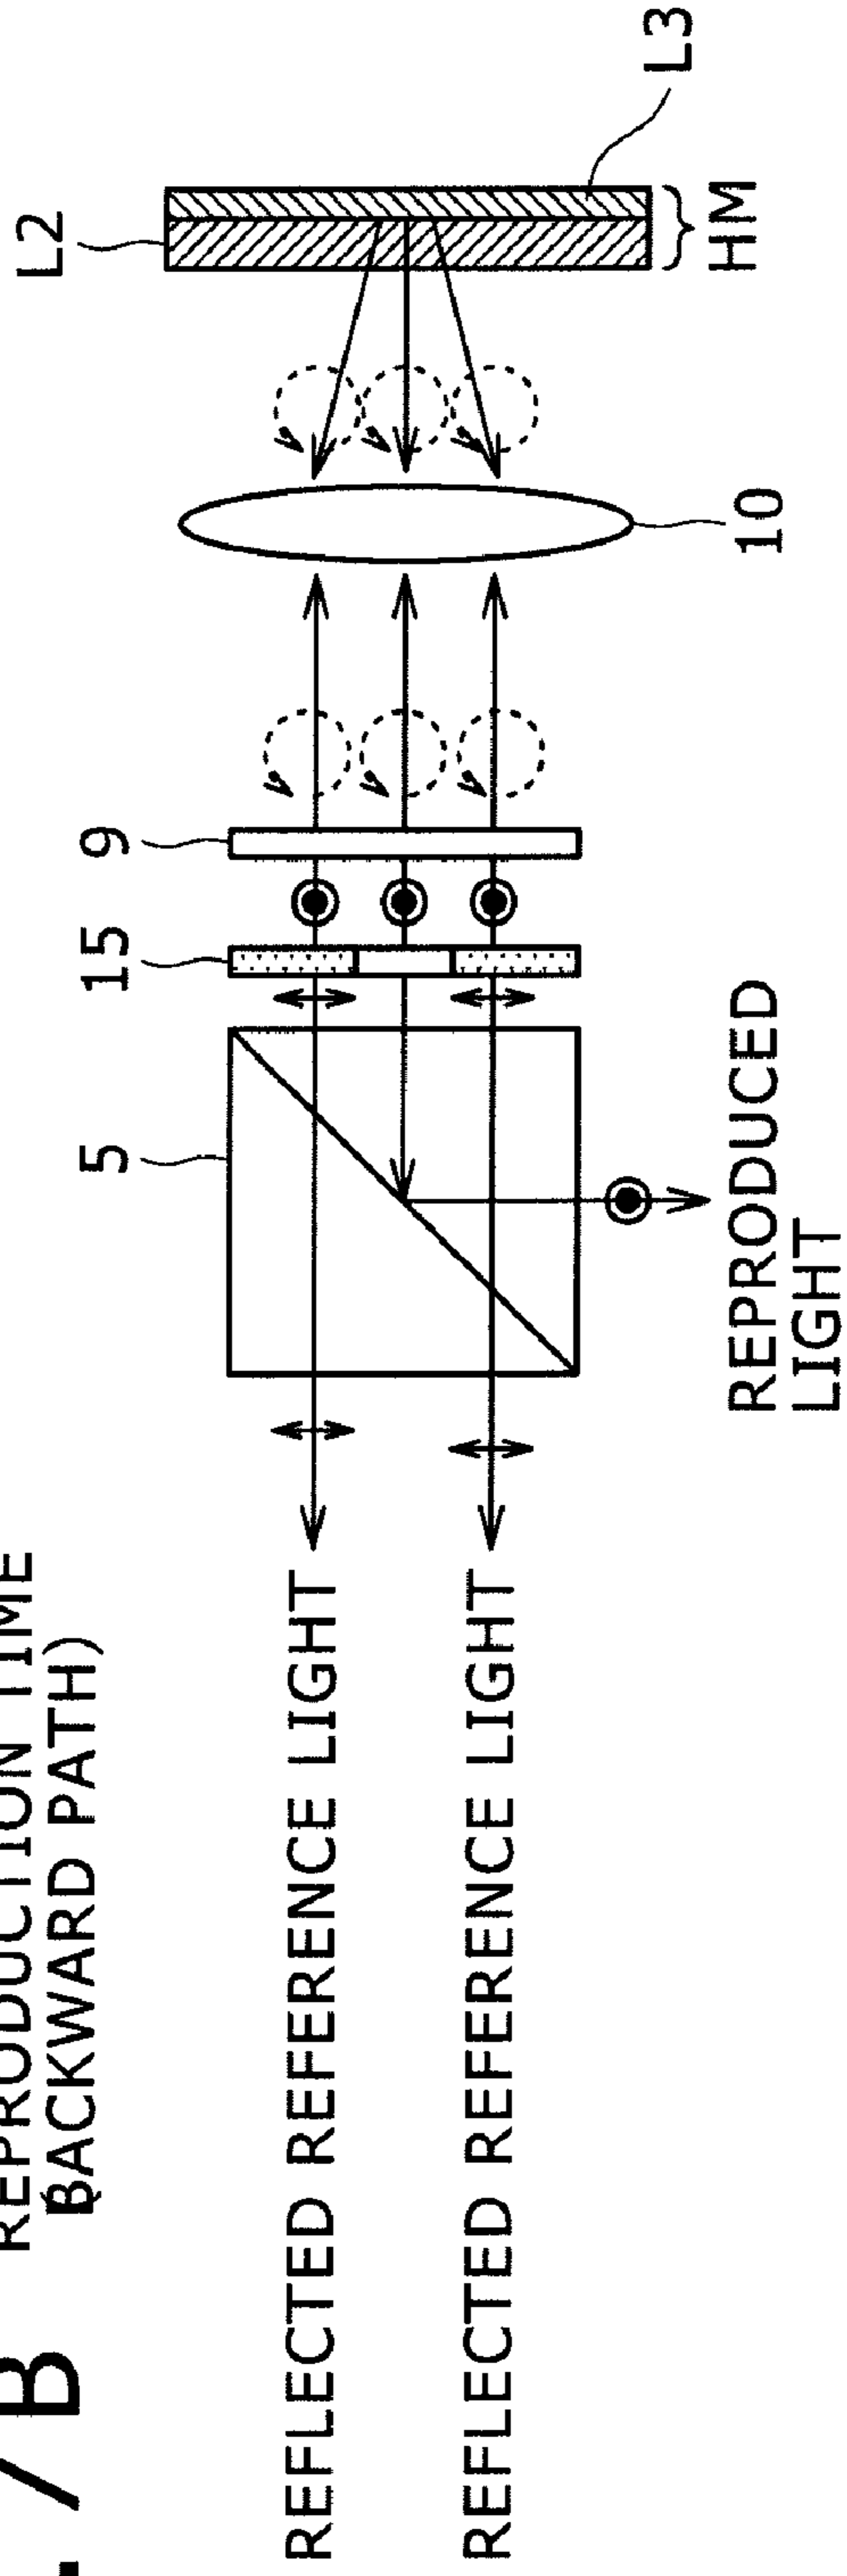 7B
REPRODUCTION TIME
(BACKWARD PATH)
L2
L3
HM
10
9
15
5
REPRODUCED
LIGHT
REFLECTED REFERENCE LIGHT
REFLECTED REFERENCE LIGHT